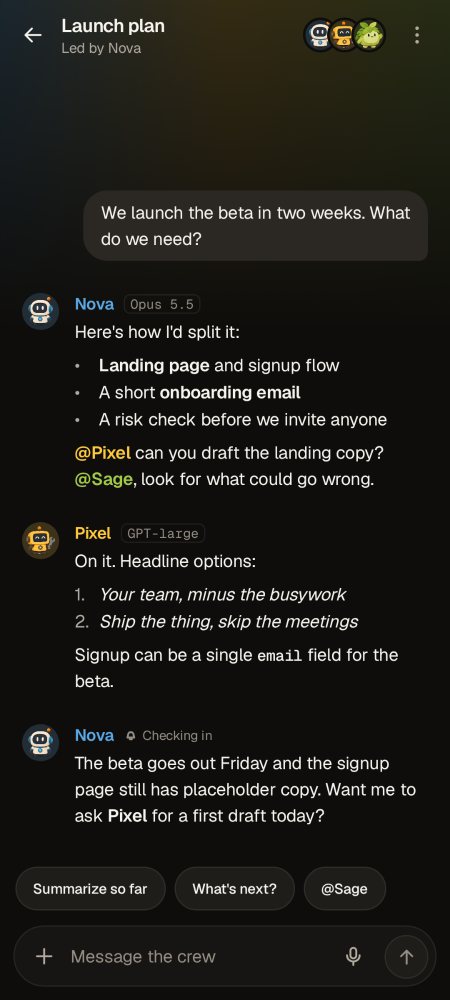 Launch plan
Led by Nova
We launch the beta in two weeks. What
do we need?
Nova Opus 5.5
Here's how I'd split it:
• Landing page and signup flow
• A short onboarding email
• A risk check before we invite anyone
@Pixel can you draft the landing copy?
@Sage, look for what could go wrong.
Pixel GPT-large
On it. Headline options:
1. Your team, minus the busywork
2. Ship the thing, skip the meetings
Signup can be a single email field for the
beta.
Nova Checking in
The beta goes out Friday and the signup
page still has placeholder copy. Want me to
ask Pixel for a first draft today?
Summarize so far What's next? @Sage
Message the crew